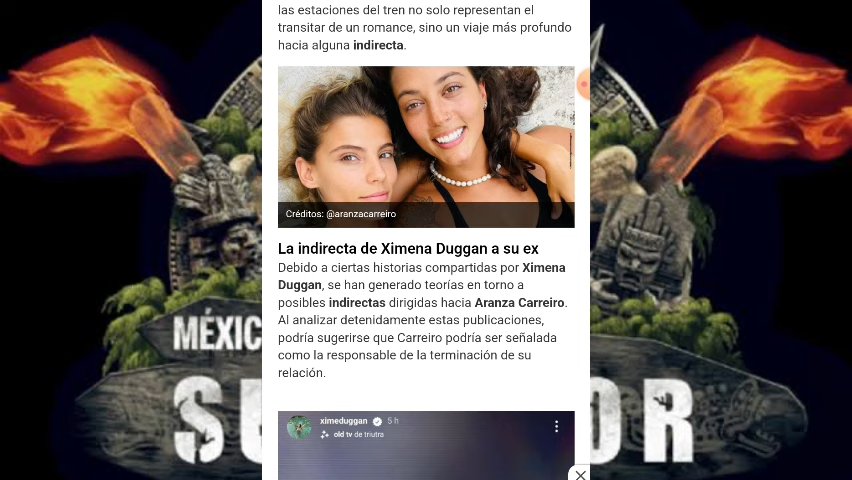 las estaciones del tren no solo representan el
transitar de un romance, sino un viaje más profundo
hacia alguna indirecta.
Créditos: @aranzacarreiro
La indirecta de Ximena Duggan a su ex
Debido a ciertas historias compartidas por Ximena
Duggan, se han generado teorías en torno a
posibles indirectas dirigidas hacia Aranza Carreiro.
Al analizar detenidamente estas publicaciones,
podría sugerirse que Carreiro podría ser señalada
como la responsable de la terminación de su
relación.
ximeduggan 5 h
old tv de triutra
MÉXIC
SU
OR